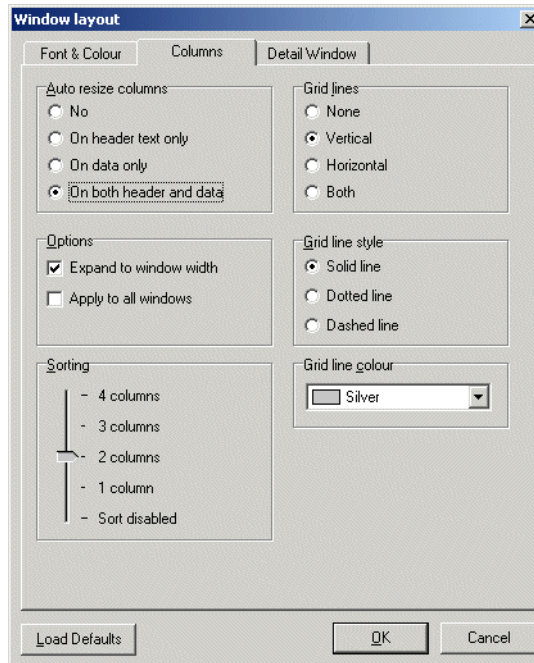 Window layout
Font & Colour
Columns
Detail Window
Auto resize columns
No
On header text only
On data only
On both header and data
Grid lines
None
Vertical
Horizontal
Both
Options
Expand to window width
Apply to all windows
Grid line style
Solid line
Dotted line
Dashed line
Sorting
4 columns
3 columns
2 columns
1 column
Sort disabled
Grid line colour
Silver
Load Defaults
OK
Cancel